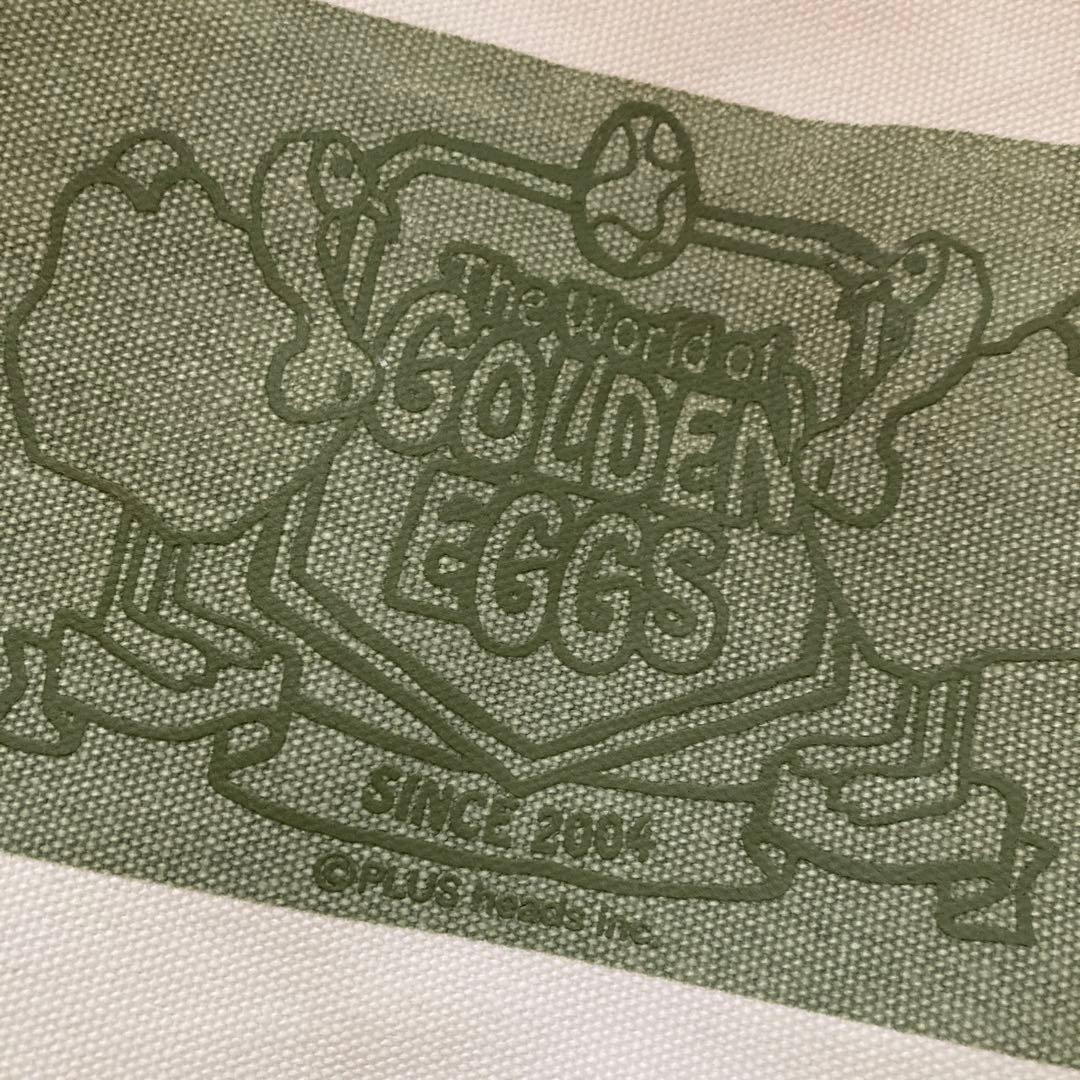 The World of
GOLDEN
EGGS
SINCE 2004
©PLUS heads inc.